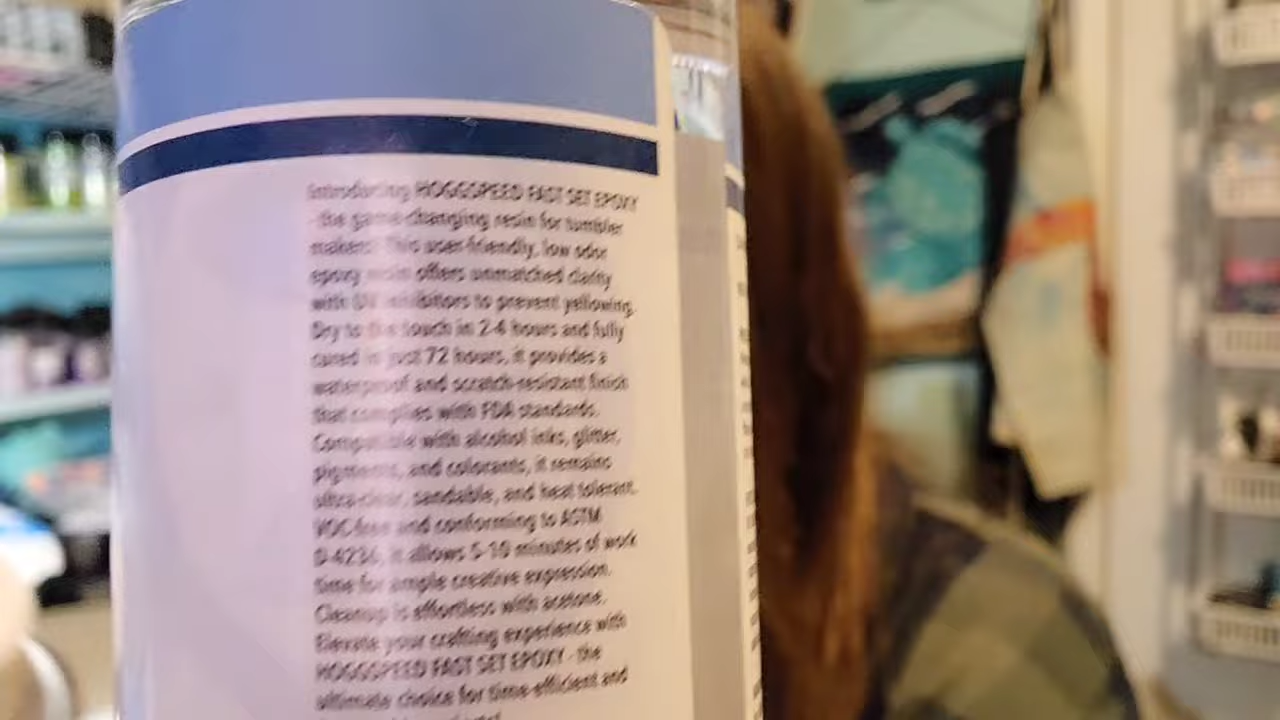 Introducing HOGGSPEED FAST SET EPOXY
- the game-changing resin for tumbler
makers! This user-friendly, low odor
epoxy resin offers unmatched clarity
with UV inhibitors to prevent yellowing.
Dry to the touch in 2-4 hours and fully
cured in just 72 hours, it provides a
waterproof and scratch-resistant finish
that complies with FDA standards.
Compatible with alcohol inks, glitter,
pigments, and colorants, it remains
ultra-clear, sandable, and heat tolerant.
VOC-free and conforming to ASTM
D-4236, it allows 5-10 minutes of work
time for ample creative expression.
Cleanup is effortless with acetone.
Elevate your crafting experience with
HOGGSPEED FAST SET EPOXY - the
ultimate choice for time-efficient and